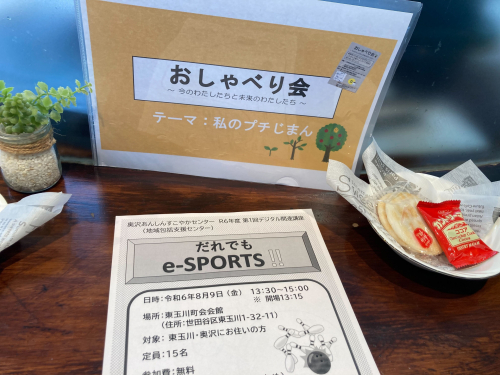 おしゃべり会
～ 今のわたしたちと未来のわたしたち ～
テーマ：私のプチじまん
奥沢あんしんすこやかセンター R6年度 第1回デジタル関連講座
（地域包括支援センター）
だれでも
e-SPORTS!!
日時：令和6年8月9日（金） 13:30～15:00
※ 開場13:15
場所：東玉川町会会館
（住所：世田谷区東玉川1-32-11）
対象： 東玉川・奥沢にお住いの方
定員：15名
参加費：無料